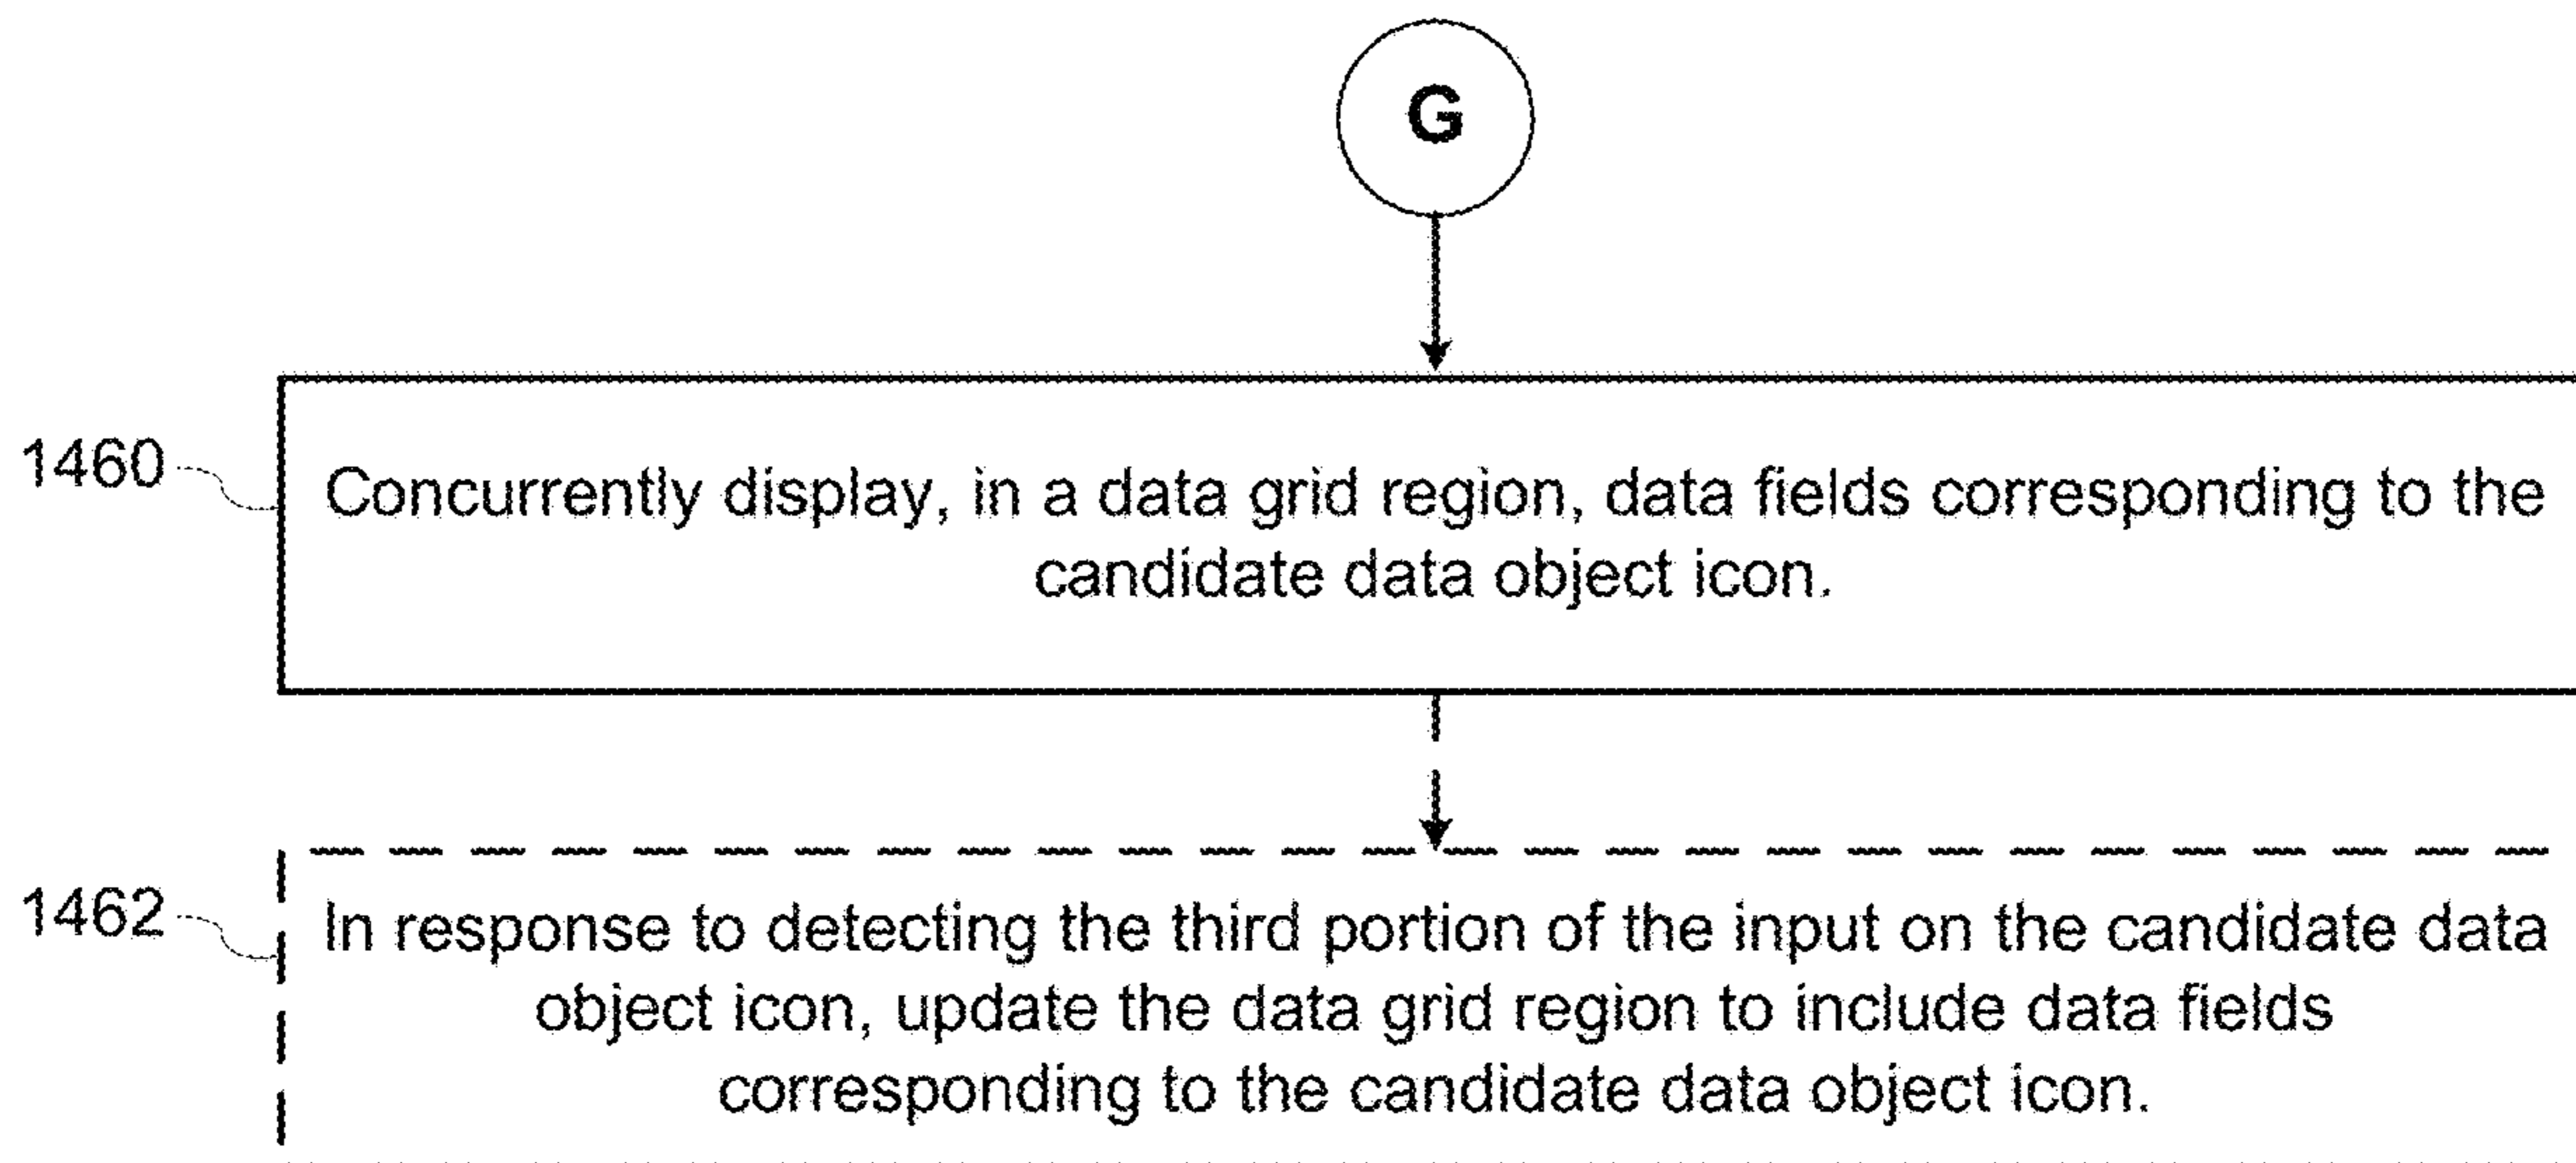 G
1460
Concurrently display, in a data grid region, data fields corresponding to the
candidate data object icon.
1462
In response to detecting the third portion of the input on the candidate data
object icon, update the data grid region to include data fields
corresponding to the candidate data object icon.